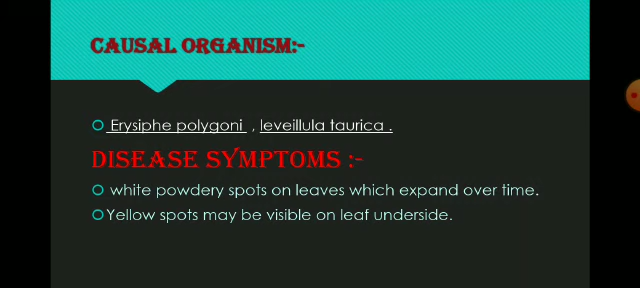 CAUSAL ORGANISM:-
Erysiphe polygoni , leveillula taurica .
DISEASE SYMPTOMS :-
white powdery spots on leaves which expand over time.
Yellow spots may be visible on leaf underside.